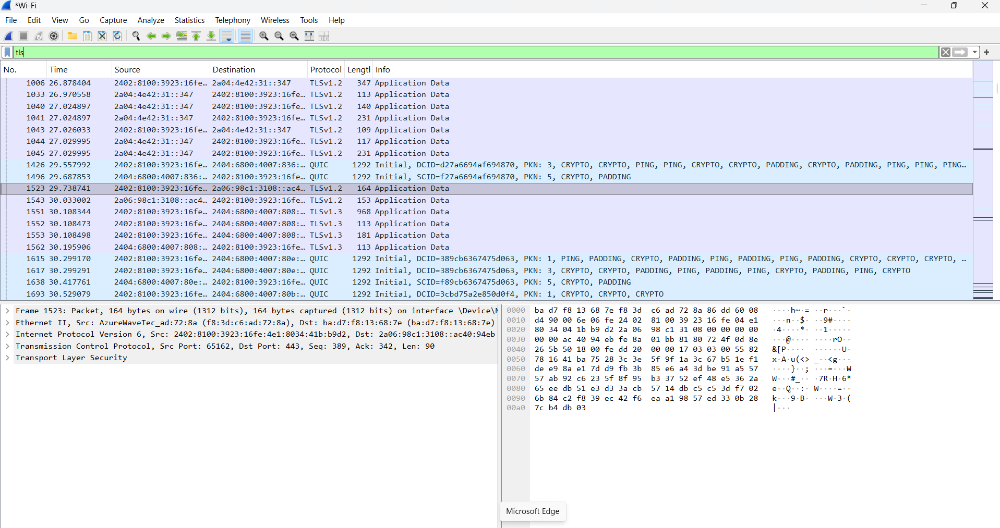 *Wi-Fi
File Edit View Go Capture Analyze Statistics Telephony Wireless Tools Help
tls
No. Time Source Destination Protocol Length Info
1006 26.878404 2402:8100:3923:16fe… 2a04:4e42:31::347 TLSv1.2 347 Application Data
1033 26.970558 2a04:4e42:31::347 2402:8100:3923:16fe… TLSv1.2 113 Application Data
1040 27.024897 2a04:4e42:31::347 2402:8100:3923:16fe… TLSv1.2 140 Application Data
1041 27.024897 2a04:4e42:31::347 2402:8100:3923:16fe… TLSv1.2 231 Application Data
1043 27.026033 2402:8100:3923:16fe… 2a04:4e42:31::347 TLSv1.2 109 Application Data
1044 27.029995 2a04:4e42:31::347 2402:8100:3923:16fe… TLSv1.2 117 Application Data
1045 27.029995 2a04:4e42:31::347 2402:8100:3923:16fe… TLSv1.2 231 Application Data
1426 29.557992 2402:8100:3923:16fe… 2404:6800:4007:836:… QUIC 1292 Initial, DCID=d27a6694af694870, PKN: 3, CRYPTO, CRYPTO, PING, PING, CRYPTO, CRYPTO, PADDING, CRYPTO, PADDING, PING, PING, PING…
1496 29.687853 2404:6800:4007:836:… 2402:8100:3923:16fe… QUIC 1292 Initial, SCID=f27a6694af694870, PKN: 5, CRYPTO, PADDING
1523 29.738741 2402:8100:3923:16fe… 2a06:98c1:3108::ac4… TLSv1.2 164 Application Data
1543 30.033002 2a06:98c1:3108::ac4… 2402:8100:3923:16fe… TLSv1.2 153 Application Data
1551 30.108344 2402:8100:3923:16fe… 2404:6800:4007:808:… TLSv1.3 968 Application Data
1552 30.108473 2402:8100:3923:16fe… 2404:6800:4007:808:… TLSv1.3 113 Application Data
1553 30.108498 2402:8100:3923:16fe… 2404:6800:4007:808:… TLSv1.3 181 Application Data
1562 30.195906 2404:6800:4007:808:… 2402:8100:3923:16fe… TLSv1.3 113 Application Data
1615 30.299170 2402:8100:3923:16fe… 2404:6800:4007:80e:… QUIC 1292 Initial, DCID=389cb6367475d063, PKN: 1, PING, PADDING, CRYPTO, PADDING, PING, PADDING, PING, PADDING, CRYPTO, CRYPTO, CRYPTO, …
1617 30.299291 2402:8100:3923:16fe… 2404:6800:4007:80e:… QUIC 1292 Initial, DCID=389cb6367475d063, PKN: 3, CRYPTO, CRYPTO, PADDING, PING, PADDING, PING, CRYPTO, PADDING, PING, CRYPTO
1638 30.417761 2404:6800:4007:80e:… 2402:8100:3923:16fe… QUIC 1292 Initial, SCID=f89cb6367475d063, PKN: 5, CRYPTO, PADDING
1693 30.529079 2402:8100:3923:16fe… 2404:6800:4007:80b:… QUIC 1292 Initial, DCID=3cbd75a2e850d0f4, PKN: 1, CRYPTO, CRYPTO, CRYPTO
Frame 1523: Packet, 164 bytes on wire (1312 bits), 164 bytes captured (1312 bits) on interface \Device\N
Ethernet II, Src: AzureWaveTec_ad:72:8a (f8:3d:c6:ad:72:8a), Dst: ba:d7:f8:13:68:7e (ba:d7:f8:13:68:7e)
Internet Protocol Version 6, Src: 2402:8100:3923:16fe:4e1:8034:41b:b9d2, Dst: 2a06:98c1:3108::ac40:94eb
Transmission Control Protocol, Src Port: 65162, Dst Port: 443, Seq: 389, Ack: 342, Len: 90
Transport Layer Security
0000 ba d7 f8 13 68 7e f8 3d c6 ad 72 8a 86 dd 60 08 ····h~·= ··r···`·
0010 d4 90 00 6e 06 fe 24 02 81 00 39 23 16 fe 04 e1 ···n··$· ··9#····
0020 80 34 04 1b b9 d2 2a 06 98 c1 31 08 00 00 00 00 ·4····*· ··1·····
0030 00 00 ac 40 94 eb fe 8a 01 bb 81 80 72 4f 0d 8e ···@···· ····rO··
0040 26 5b 50 18 00 fe dd 20 00 00 17 03 03 00 55 82 &[P···· ······U·
0050 78 16 41 ba 75 28 3c 3e 5f 9f 1a 3c 67 b5 1e f1 x·A·u(<> _··<g···
0060 de e9 8a e1 7d d9 fb 3b 85 e6 a4 3d be 91 a5 57 ····}··; ···=···W
0070 57 ab 92 c6 23 5f 8f 95 b3 37 52 ef 48 e5 36 2a W···#_·· ·7R·H·6*
0080 65 ee db 51 e3 d3 3a cb 57 14 db c5 c5 3d f7 02 e··Q··:· W····=··
0090 6b 84 c2 f8 39 ec 42 f6 ea a1 98 57 ed 33 0b 28 k···9·B· ···W·3·(
00a0 7c b4 db 03 |···
Microsoft Edge